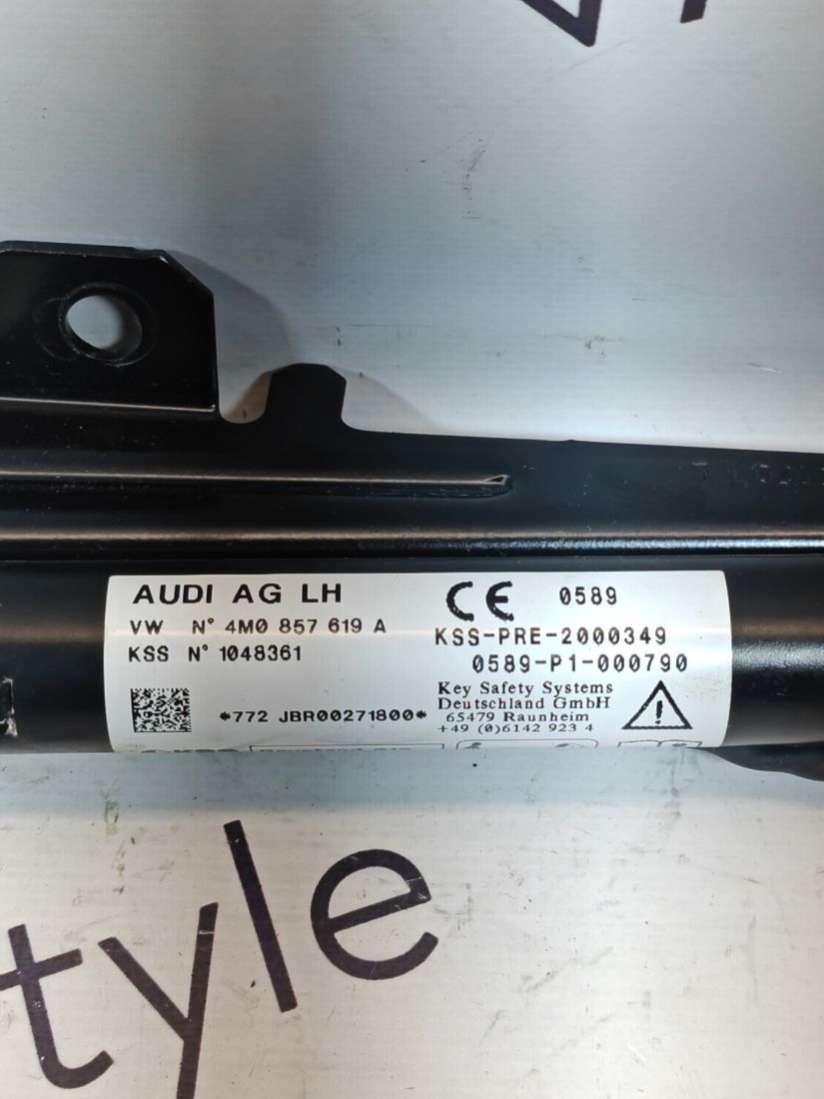 AUDI AG LH
VW N° 4M0 857 619 A
KSS N° 1048361
*772 JBR00271800*
CE 0589
KSS-PRE-2000349
0589-P1-000790
Key Safety Systems
Deutschland GmbH
65479 Raunheim
+49 (0)6142 923 4
tyle